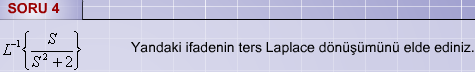 SORU 4
L⁻¹{S/(S²+2)} Yandaki ifadenin ters Laplace dönüşümünü elde ediniz.